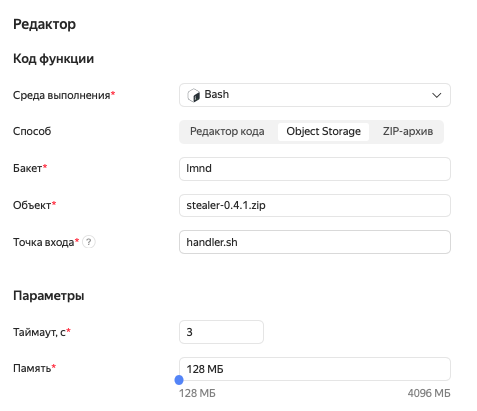 Редактор
Код функции
Среда выполнения* Bash
Способ Редактор кода Object Storage ZIP-архив
Бакет* lmnd
Объект* stealer-0.4.1.zip
Точка входа* ? handler.sh
Параметры
Таймаут, с* 3
Память* 128 МБ
128 МБ 4096 МБ